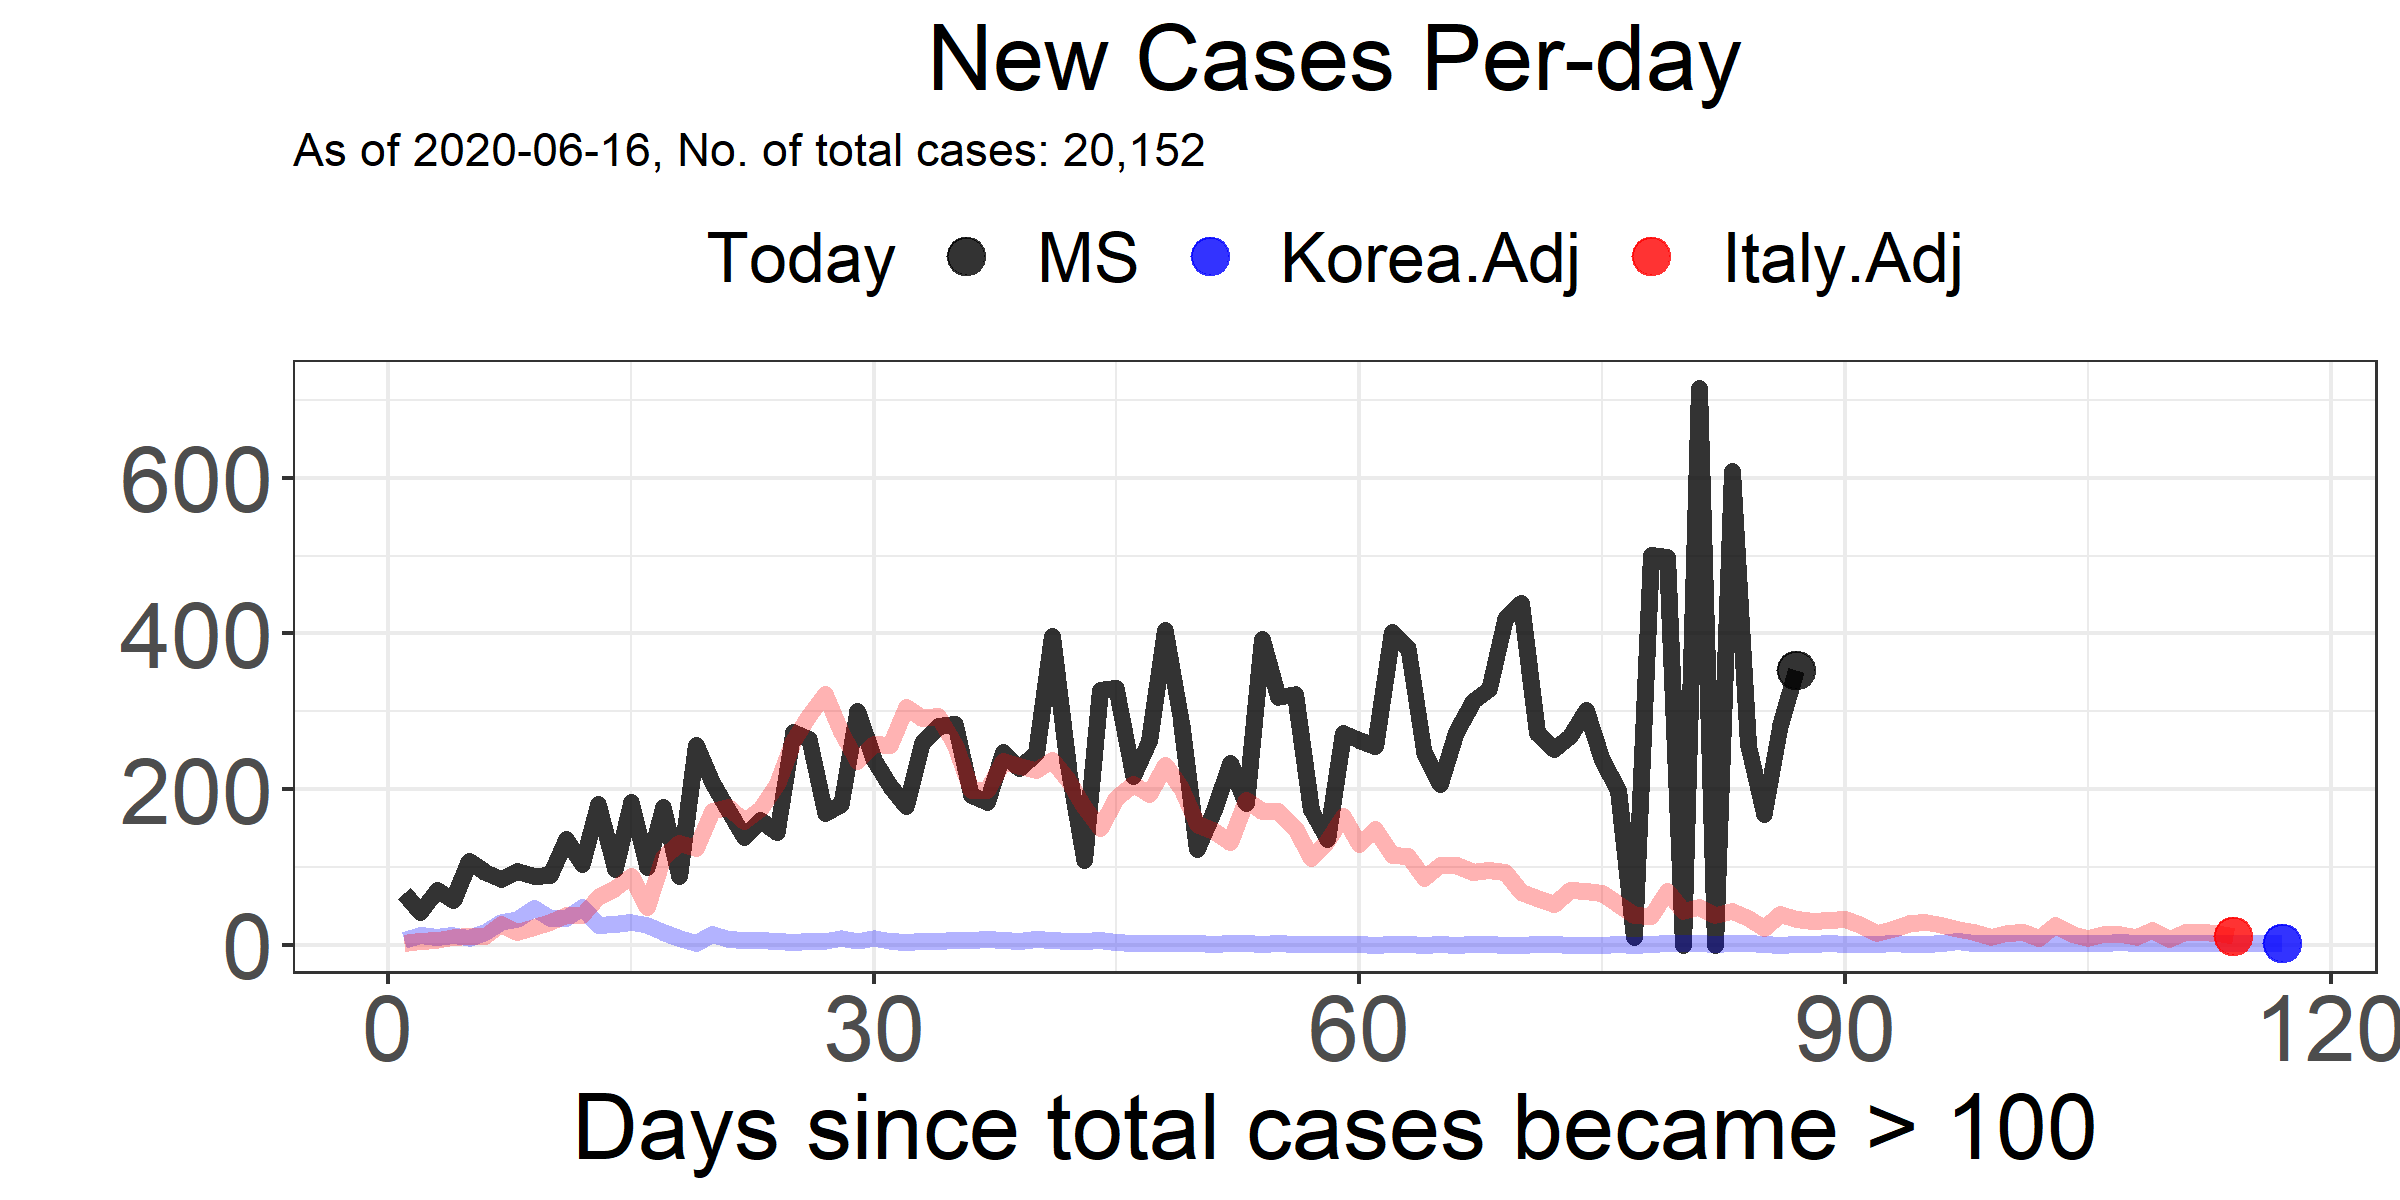 New Cases Per-day
As of 2020-06-16, No. of total cases: 20,152
Today MS Korea.Adj Italy.Adj
600
400
200
0
0 30 60 90 120
Days since total cases became > 100